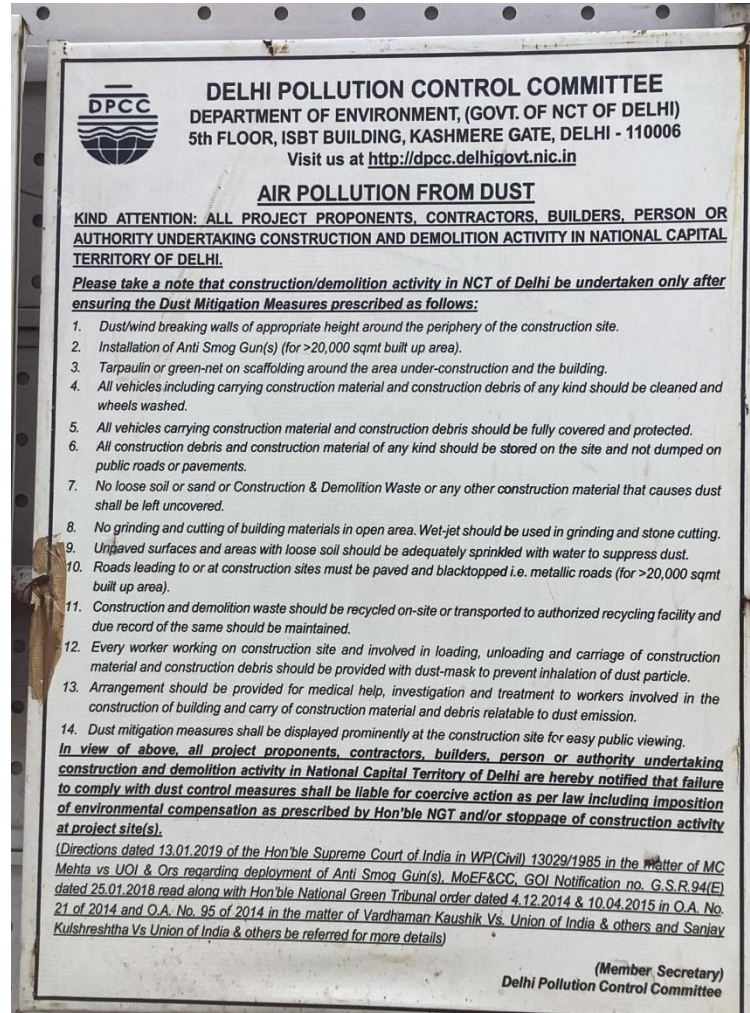 DPCC
DELHI POLLUTION CONTROL COMMITTEE
DEPARTMENT OF ENVIRONMENT, (GOVT. OF NCT OF DELHI)
5th FLOOR, ISBT BUILDING, KASHMERE GATE, DELHI - 110006
Visit us at http://dpcc.delhigovt.nic.in
AIR POLLUTION FROM DUST
KIND ATTENTION: ALL PROJECT PROPONENTS, CONTRACTORS, BUILDERS, PERSON OR
AUTHORITY UNDERTAKING CONSTRUCTION AND DEMOLITION ACTIVITY IN NATIONAL CAPITAL
TERRITORY OF DELHI.
Please take a note that construction/demolition activity in NCT of Delhi be undertaken only after
ensuring the Dust Mitigation Measures prescribed as follows:
1. Dust/wind breaking walls of appropriate height around the periphery of the construction site.
2. Installation of Anti Smog Gun(s) (for >20,000 sqmt built up area).
3. Tarpaulin or green-net on scaffolding around the area under-construction and the building.
4. All vehicles including carrying construction material and construction debris of any kind should be cleaned and
wheels washed.
5. All vehicles carrying construction material and construction debris should be fully covered and protected.
6. All construction debris and construction material of any kind should be stored on the site and not dumped on
public roads or pavements.
7. No loose soil or sand or Construction & Demolition Waste or any other construction material that causes dust
shall be left uncovered.
8. No grinding and cutting of building materials in open area. Wet-jet should be used in grinding and stone cutting.
9. Unpaved surfaces and areas with loose soil should be adequately sprinkled with water to suppress dust.
10. Roads leading to or at construction sites must be paved and blacktopped i.e. metallic roads (for >20,000 sqmt
built up area).
11. Construction and demolition waste should be recycled on-site or transported to authorized recycling facility and
due record of the same should be maintained.
12. Every worker working on construction site and involved in loading, unloading and carriage of construction
material and construction debris should be provided with dust-mask to prevent inhalation of dust particle.
13. Arrangement should be provided for medical help, investigation and treatment to workers involved in the
construction of building and carry of construction material and debris relatable to dust emission.
14. Dust mitigation measures shall be displayed prominently at the construction site for easy public viewing.
In view of above, all project proponents, contractors, builders, person or authority undertaking
construction and demolition activity in National Capital Territory of Delhi are hereby notified that failure
to comply with dust control measures shall be liable for coercive action as per law including imposition
of environmental compensation as prescribed by Hon'ble NGT and/or stoppage of construction activity
at project site(s).
(Directions dated 13.01.2019 of the Hon'ble Supreme Court of India in WP(Civil) 13029/1985 in the matter of MC
Mehta vs UOI & Ors regarding deployment of Anti Smog Gun(s), MoEF&CC, GOI Notification no. G.S.R.94(E)
dated 25.01.2018 read along with Hon'ble National Green Tribunal order dated 4.12.2014 & 10.04.2015 in O.A. No.
21 of 2014 and O.A. No. 95 of 2014 in the matter of Vardhaman Kaushik Vs. Union of India & others and Sanjay
Kulshreshtha Vs Union of India & others be referred for more details)
(Member Secretary)
Delhi Pollution Control Committee